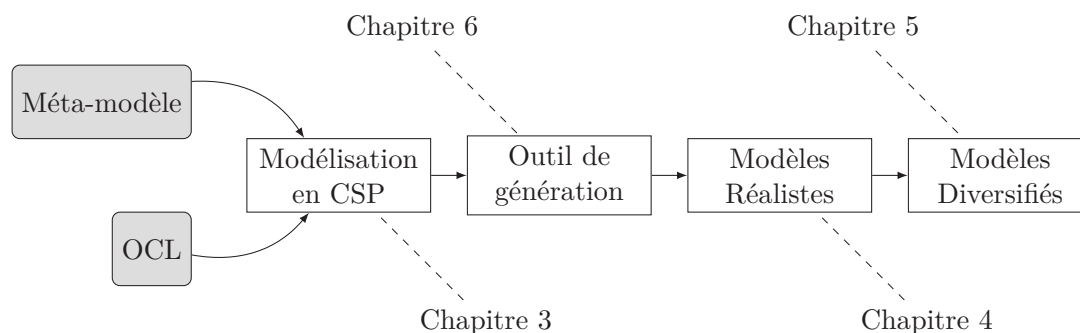 Chapitre 6
Chapitre 5
Méta-modèle
Modélisation
en CSP
Outil de
génération
Modèles
Réalistes
Modèles
Diversifiés
OCL
Chapitre 3
Chapitre 4